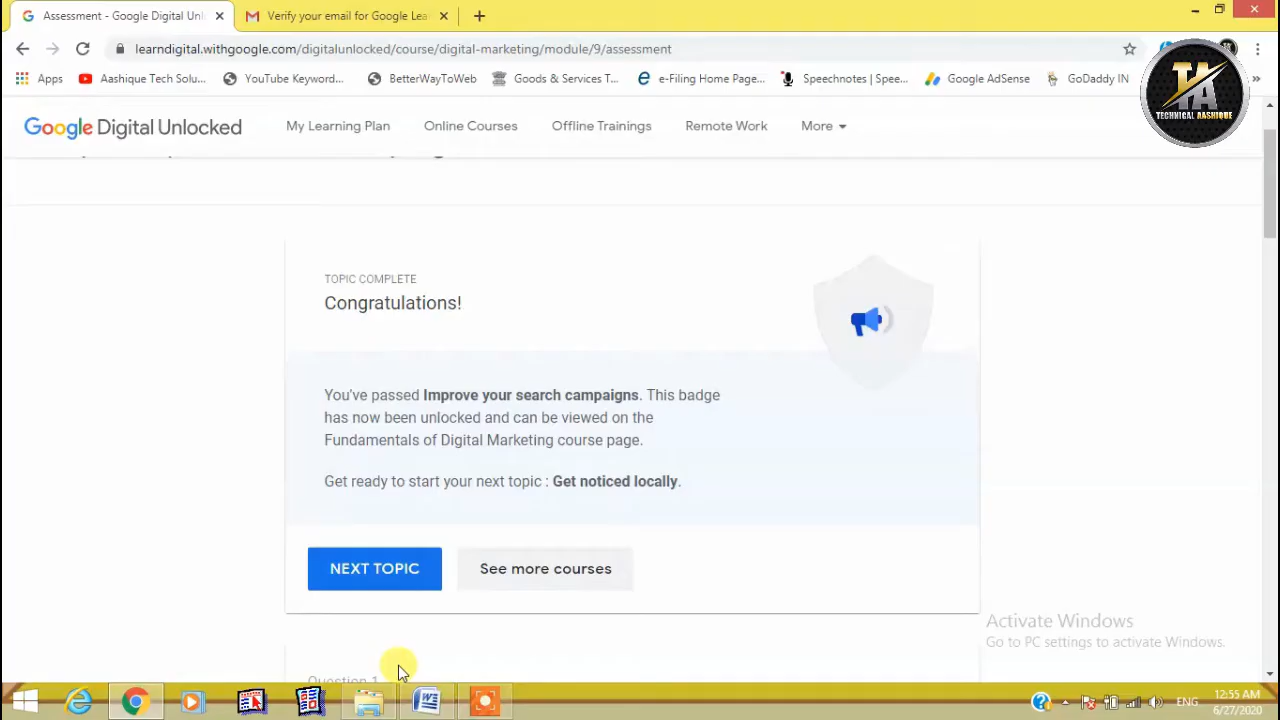 Assessment - Google Digital Unl
Verify your email for Google Lea
learndigital.withgoogle.com/digitalunlocked/course/digital-marketing/module/9/assessment
Apps
Aashique Tech Solu...
YouTube Keyword...
BetterWayToWeb
Goods & Services T...
e-Filing Home Page...
Speechnotes | Spee...
Google AdSense
GoDaddy IN
TA
TECHNICAL AASHIQUE
Google Digital Unlocked
My Learning Plan
Online Courses
Offline Trainings
Remote Work
More
TOPIC COMPLETE
Congratulations!
You've passed Improve your search campaigns. This badge
has now been unlocked and can be viewed on the
Fundamentals of Digital Marketing course page.
Get ready to start your next topic : Get noticed locally.
NEXT TOPIC
See more courses
Activate Windows
Go to PC settings to activate Windows.
Question 1
ENG
12:55 AM
6/27/2020